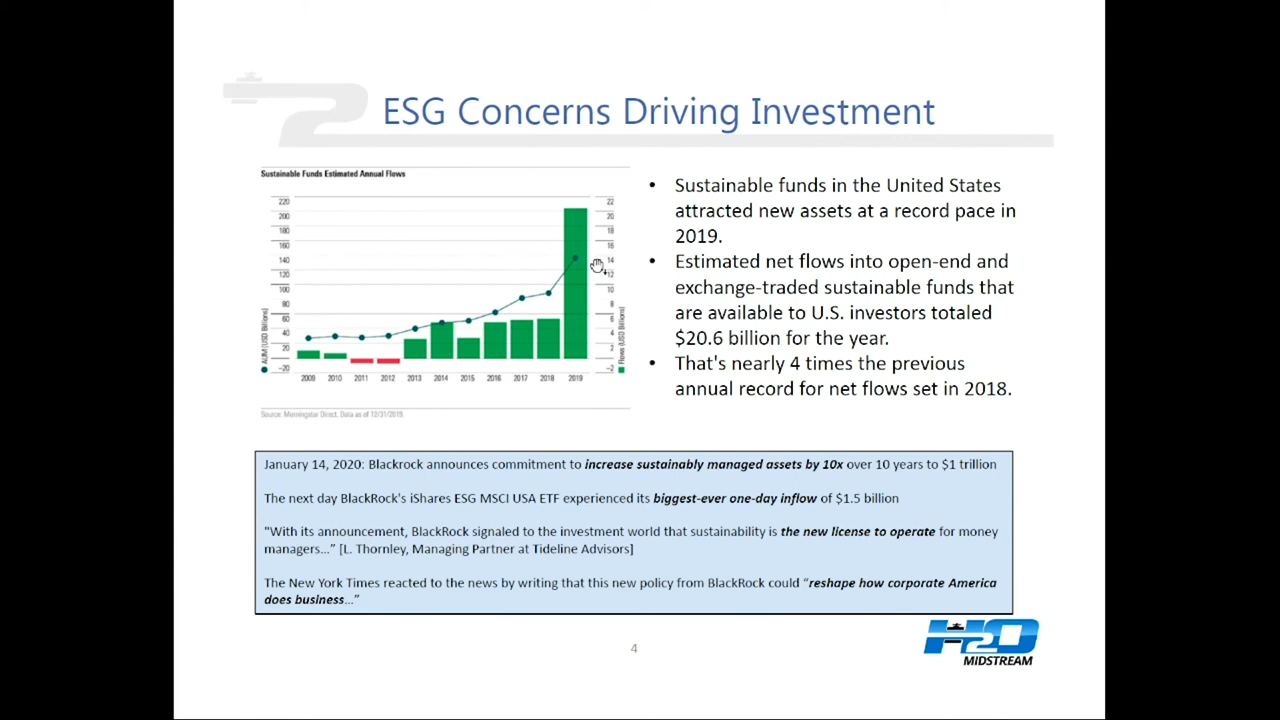 ESG Concerns Driving Investment
Sustainable Funds Estimated Annual Flows
220 22
200 20
180 18
160 16
140 14
120 12
100 10
80 8
60 6
40 4
20 2
-20 -2
AUM (USD Billions)
Flows (USD Billions)
2009 2010 2011 2012 2013 2014 2015 2016 2017 2018 2019
Source: Morningstar Direct. Data as of 12/31/2019.
• Sustainable funds in the United States
attracted new assets at a record pace in
2019.
• Estimated net flows into open-end and
exchange-traded sustainable funds that
are available to U.S. investors totaled
$20.6 billion for the year.
• That's nearly 4 times the previous
annual record for net flows set in 2018.
January 14, 2020: Blackrock announces commitment to increase sustainably managed assets by 10x over 10 years to $1 trillion
The next day BlackRock's iShares ESG MSCI USA ETF experienced its biggest-ever one-day inflow of $1.5 billion
"With its announcement, BlackRock signaled to the investment world that sustainability is the new license to operate for money
managers…" [L. Thornley, Managing Partner at Tideline Advisors]
The New York Times reacted to the news by writing that this new policy from BlackRock could "reshape how corporate America
does business…"
4
H2O
MIDSTREAM